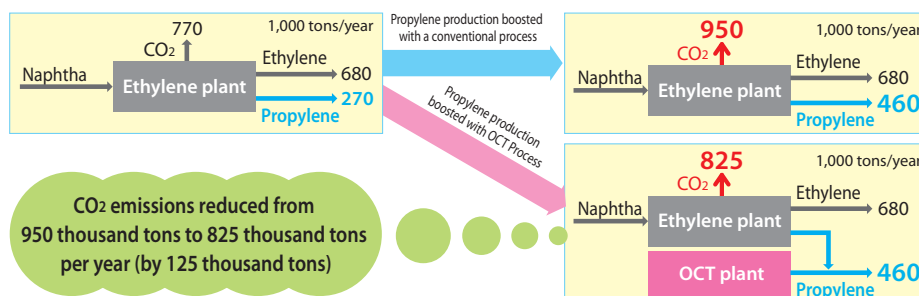 770
1,000 tons/year
CO2
Naphtha
Ethylene plant
Ethylene
680
270
Propylene
Propylene production boosted
with a conventional process
Propylene production
boosted with OCT Process
950
1,000 tons/year
CO2
Naphtha
Ethylene plant
Ethylene
680
460
Propylene
825
1,000 tons/year
CO2
Naphtha
Ethylene plant
Ethylene
680
OCT plant
460
Propylene
CO2 emissions reduced from
950 thousand tons to 825 thousand tons
per year (by 125 thousand tons)